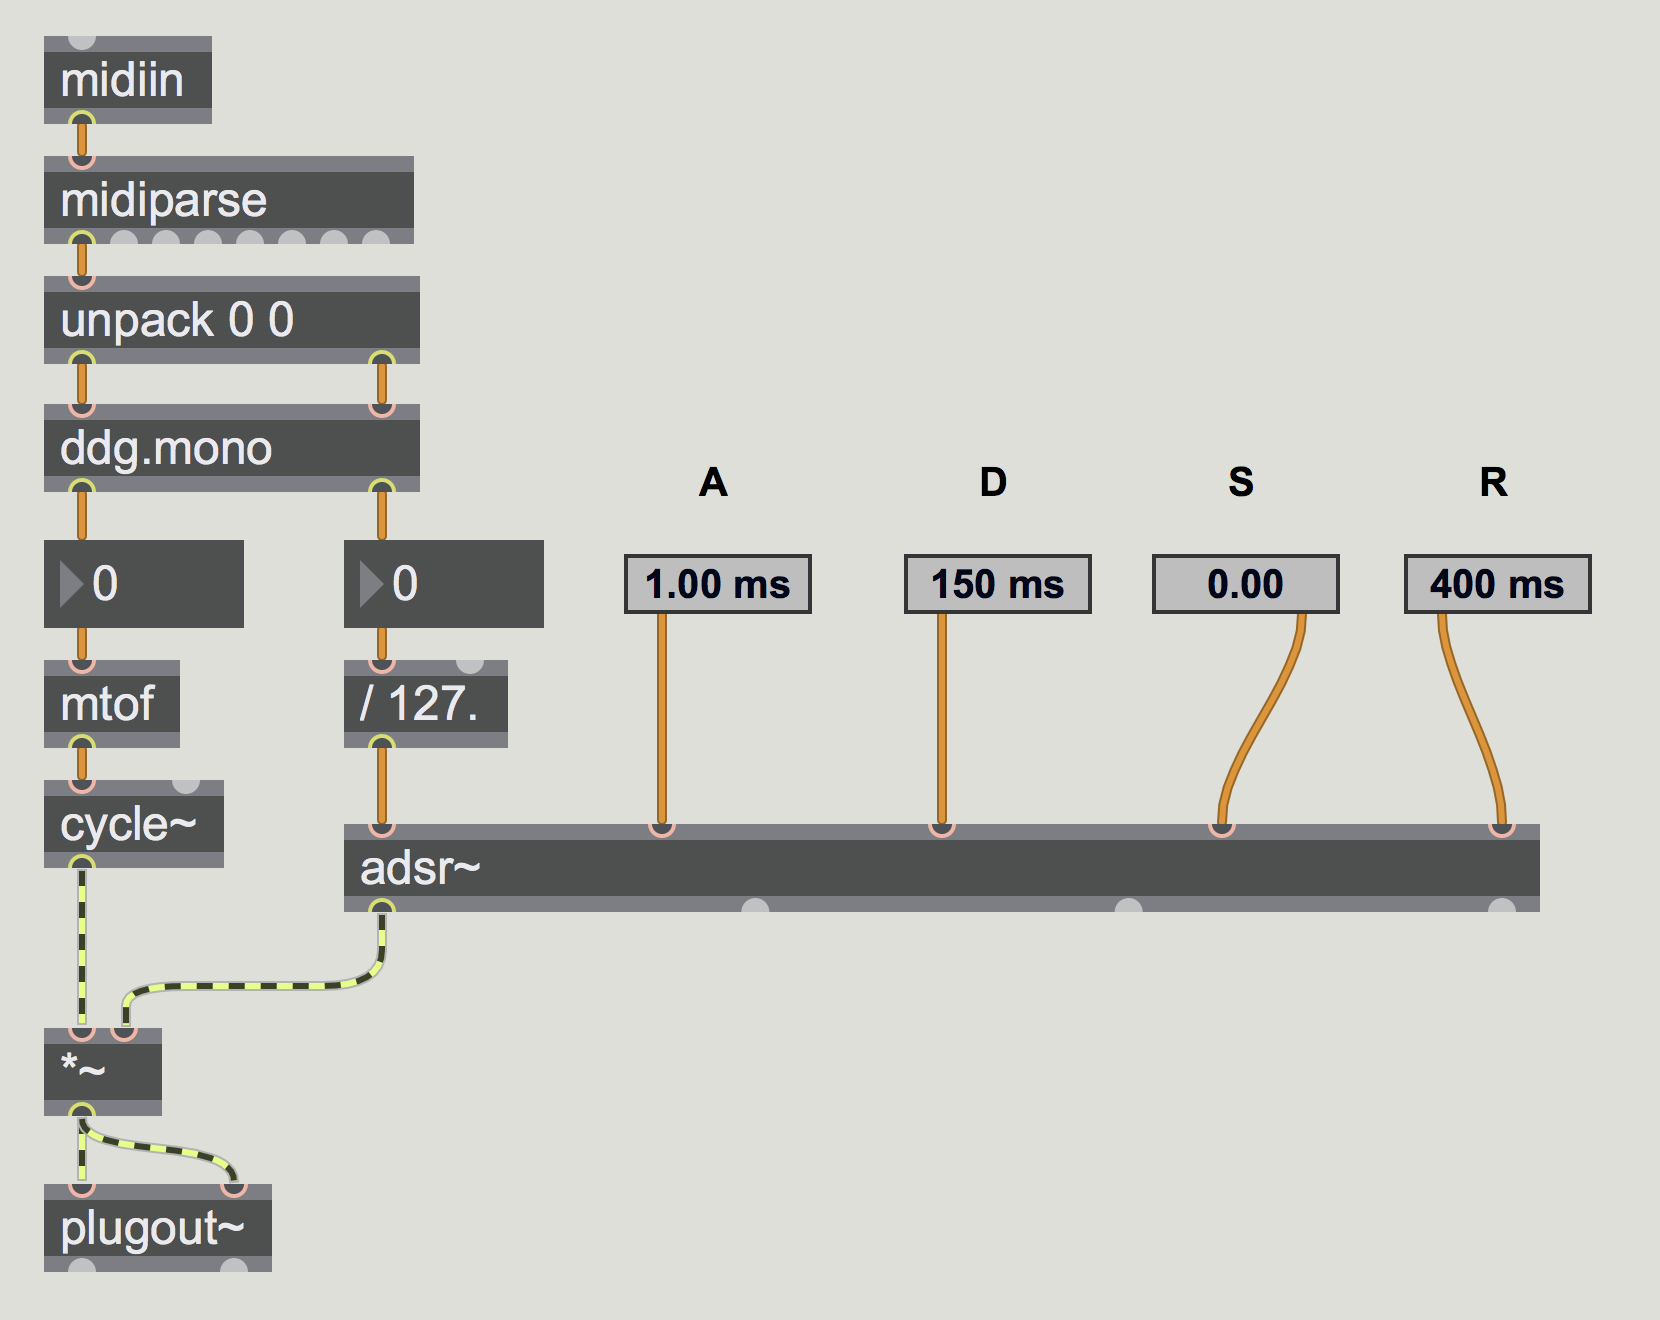 midiin
midiparse
unpack 0 0
ddg.mono
A D S R
0 0 1.00 ms 150 ms 0.00 400 ms
mtof / 127.
cycle~
adsr~
*~
plugout~